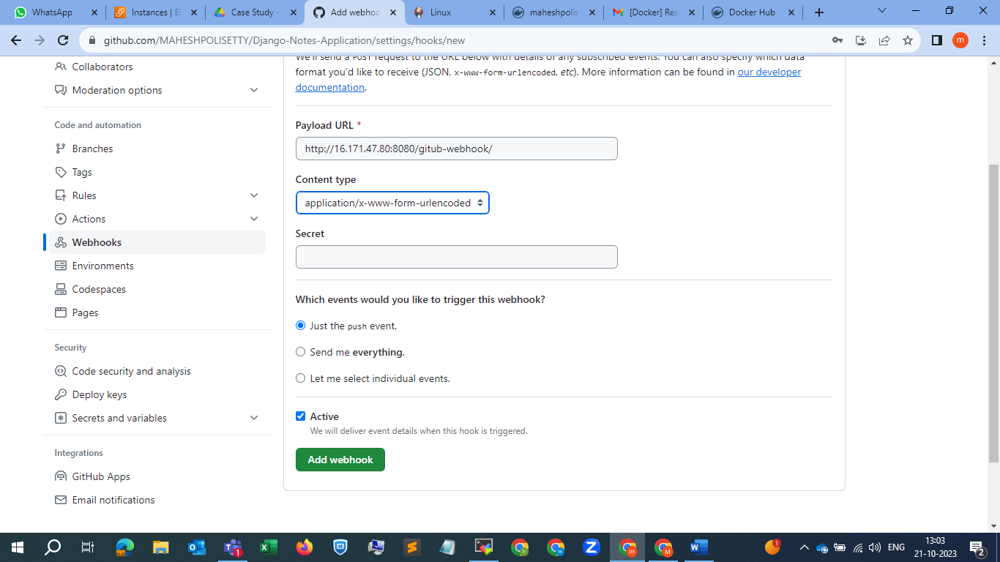 WhatsApp
Instances | E
Case Study -
Add webhoo
Linux
maheshpolis
[Docker] Res
Docker Hub
github.com/MAHESHPOLISETTY/Django-Notes-Application/settings/hooks/new
m
We'll send a POST request to the URL below with details of any subscribed events. You can also specify which data
format you'd like to receive (JSON, x-www-form-urlencoded, etc). More information can be found in our developer
documentation.
Collaborators
Moderation options
Code and automation
Branches
Tags
Rules
Actions
Webhooks
Environments
Codespaces
Pages
Security
Code security and analysis
Deploy keys
Secrets and variables
Integrations
GitHub Apps
Email notifications
Payload URL *
http://16.171.47.80:8080/gitub-webhook/
Content type
application/x-www-form-urlencoded
Secret
Which events would you like to trigger this webhook?
Just the push event.
Send me everything.
Let me select individual events.
Active
We will deliver event details when this hook is triggered.
Add webhook
1
1
ENG
13:03
21-10-2023
2